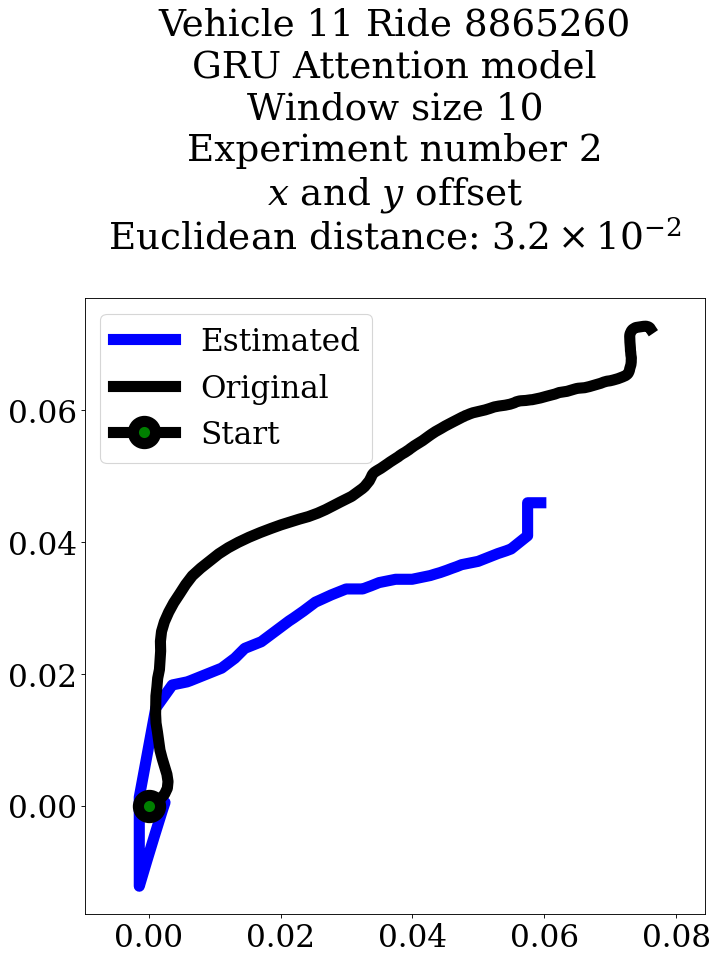 Vehicle 11 Ride 8865260
GRU Attention model
Window size 10
Experiment number 2
x and y offset
Euclidean distance: 3.2 × 10⁻²
Estimated
Original
Start
0.06
0.04
0.02
0.00
0.00 0.02 0.04 0.06 0.08